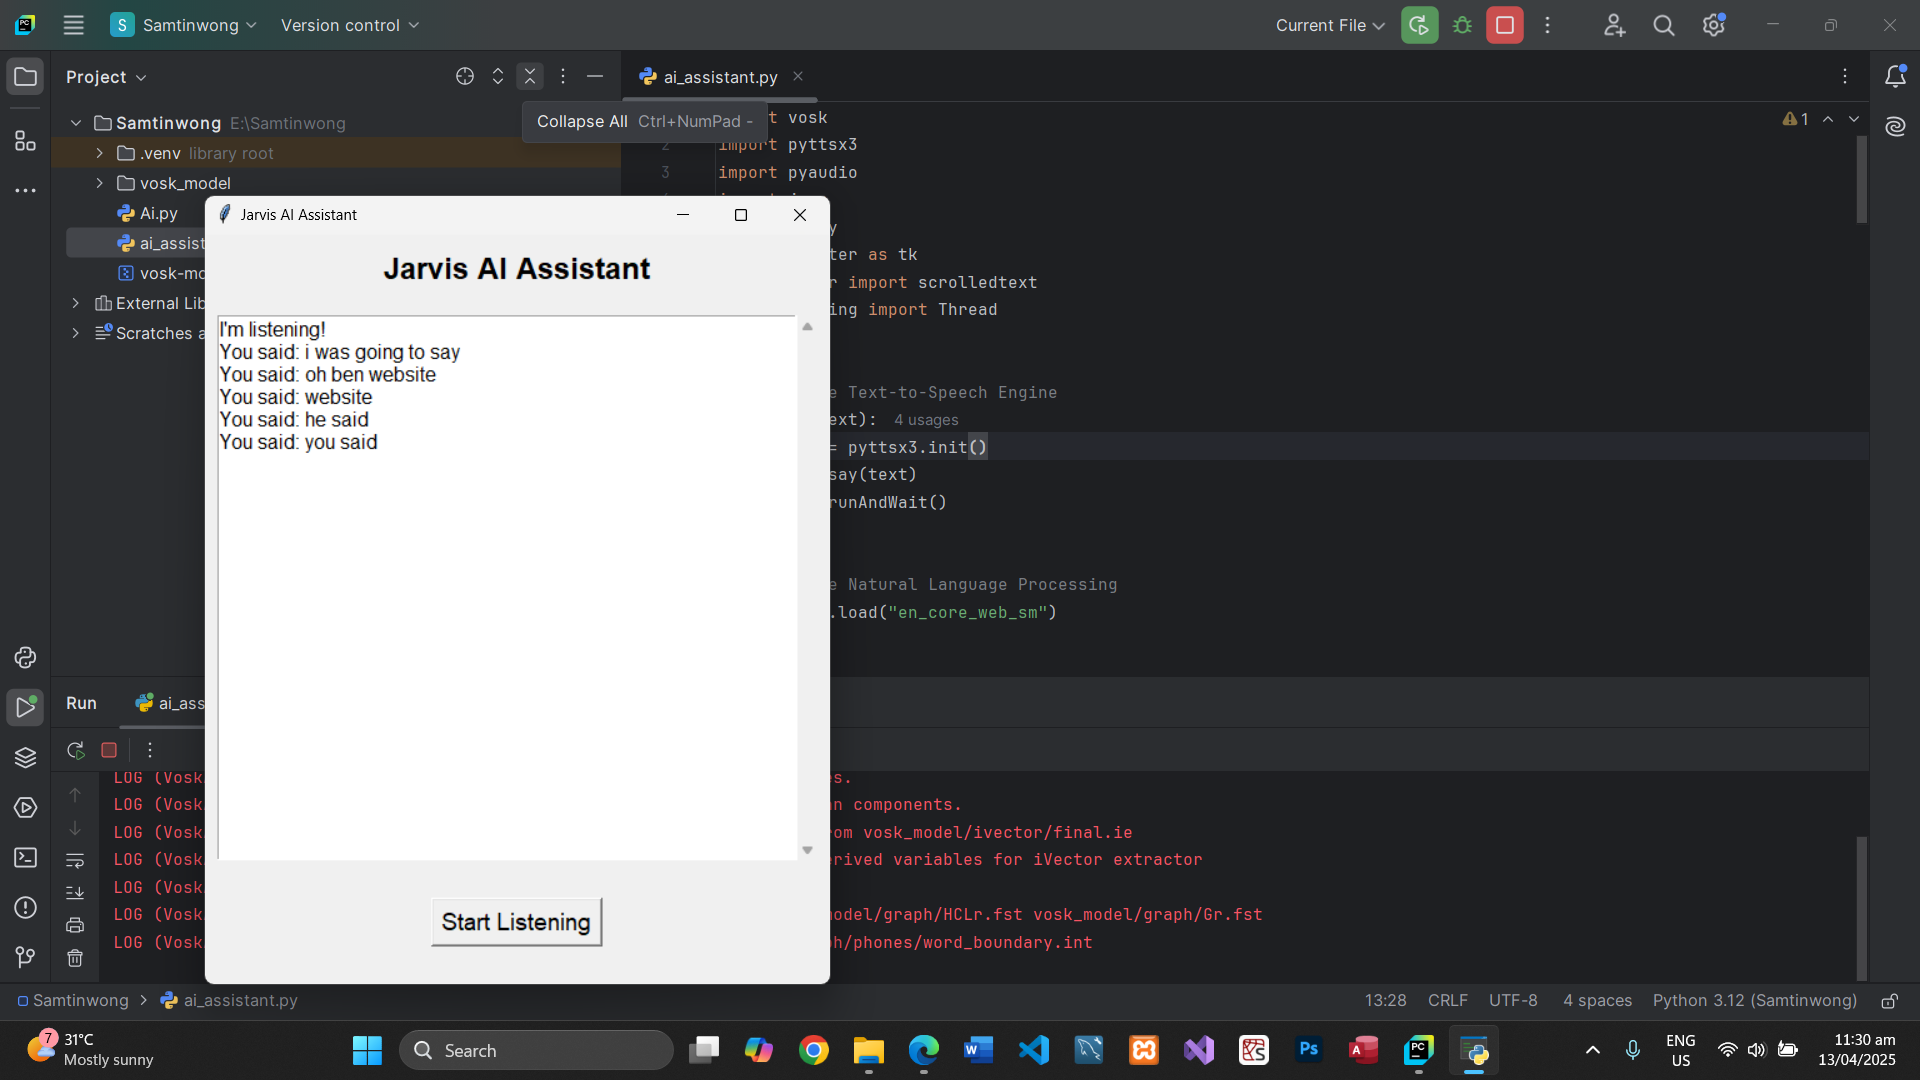 S Samtinwong Version control Current File
Project
ai_assistant.py
Samtinwong E:\Samtinwong
Collapse All Ctrl+NumPad -
t vosk
1
.venv library root
2 import pyttsx3
3 import pyaudio
vosk_model
Ai.py
ai_assist
vosk-mo
External Lib
Scratches a
Jarvis AI Assistant
Jarvis AI Assistant
I'm listening!
You said: i was going to say
You said: oh ben website
You said: website
You said: he said
You said: you said
Start Listening
y
ter as tk
r import scrolledtext
ing import Thread
e Text-to-Speech Engine
ext): 4 usages
= pyttsx3.init()
say(text)
runAndWait()
e Natural Language Processing
.load("en_core_web_sm")
Run ai_ass
LOG (Vosk s.
LOG (Vosk n components.
LOG (Vosk om vosk_model/ivector/final.ie
LOG (Vosk erived variables for iVector extractor
LOG (Vosk
LOG (Vosk odel/graph/HCLr.fst vosk_model/graph/Gr.fst
LOG (Vosk h/phones/word_boundary.int
Samtinwong ai_assistant.py 13:28 CRLF UTF-8 4 spaces Python 3.12 (Samtinwong)
7 31°C
Mostly sunny
Search
ENG
US
11:30 am
13/04/2025